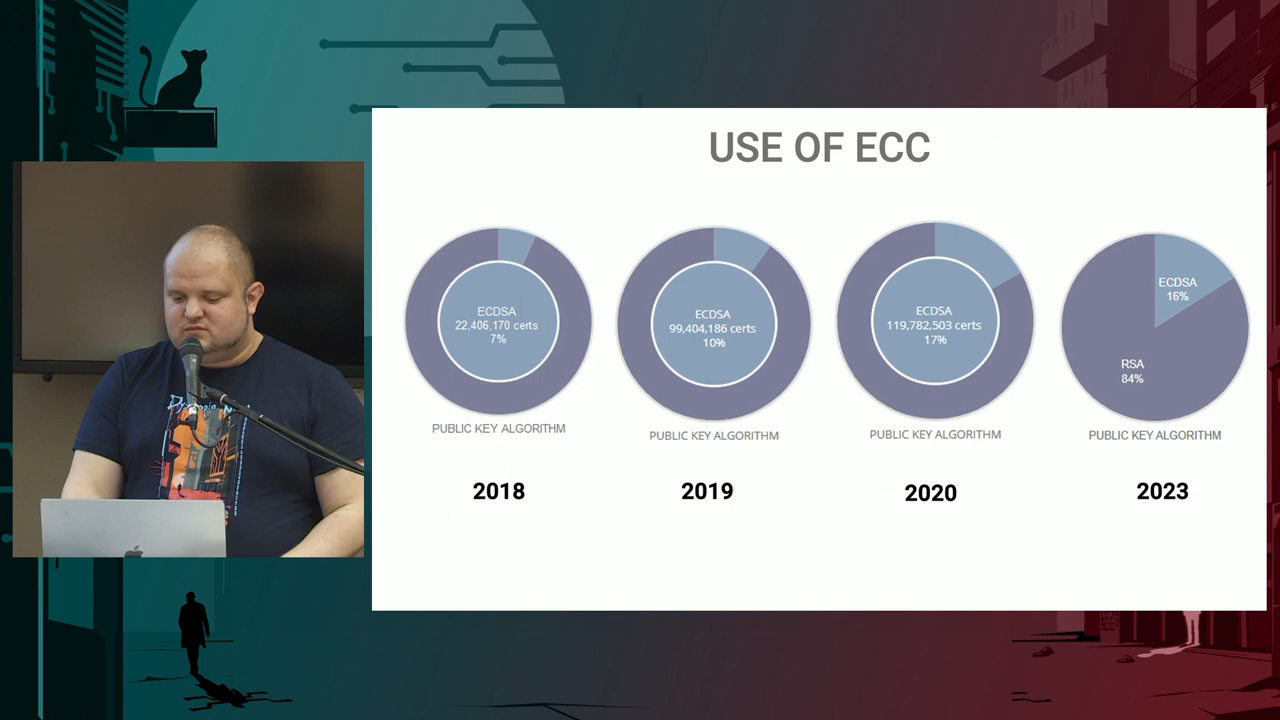 USE OF ECC
ECDSA
22,406,170 certs
7%
PUBLIC KEY ALGORITHM
2018
ECDSA
99,404,186 certs
10%
PUBLIC KEY ALGORITHM
2019
ECDSA
119,782,503 certs
17%
PUBLIC KEY ALGORITHM
2020
ECDSA
16%
RSA
84%
PUBLIC KEY ALGORITHM
2023